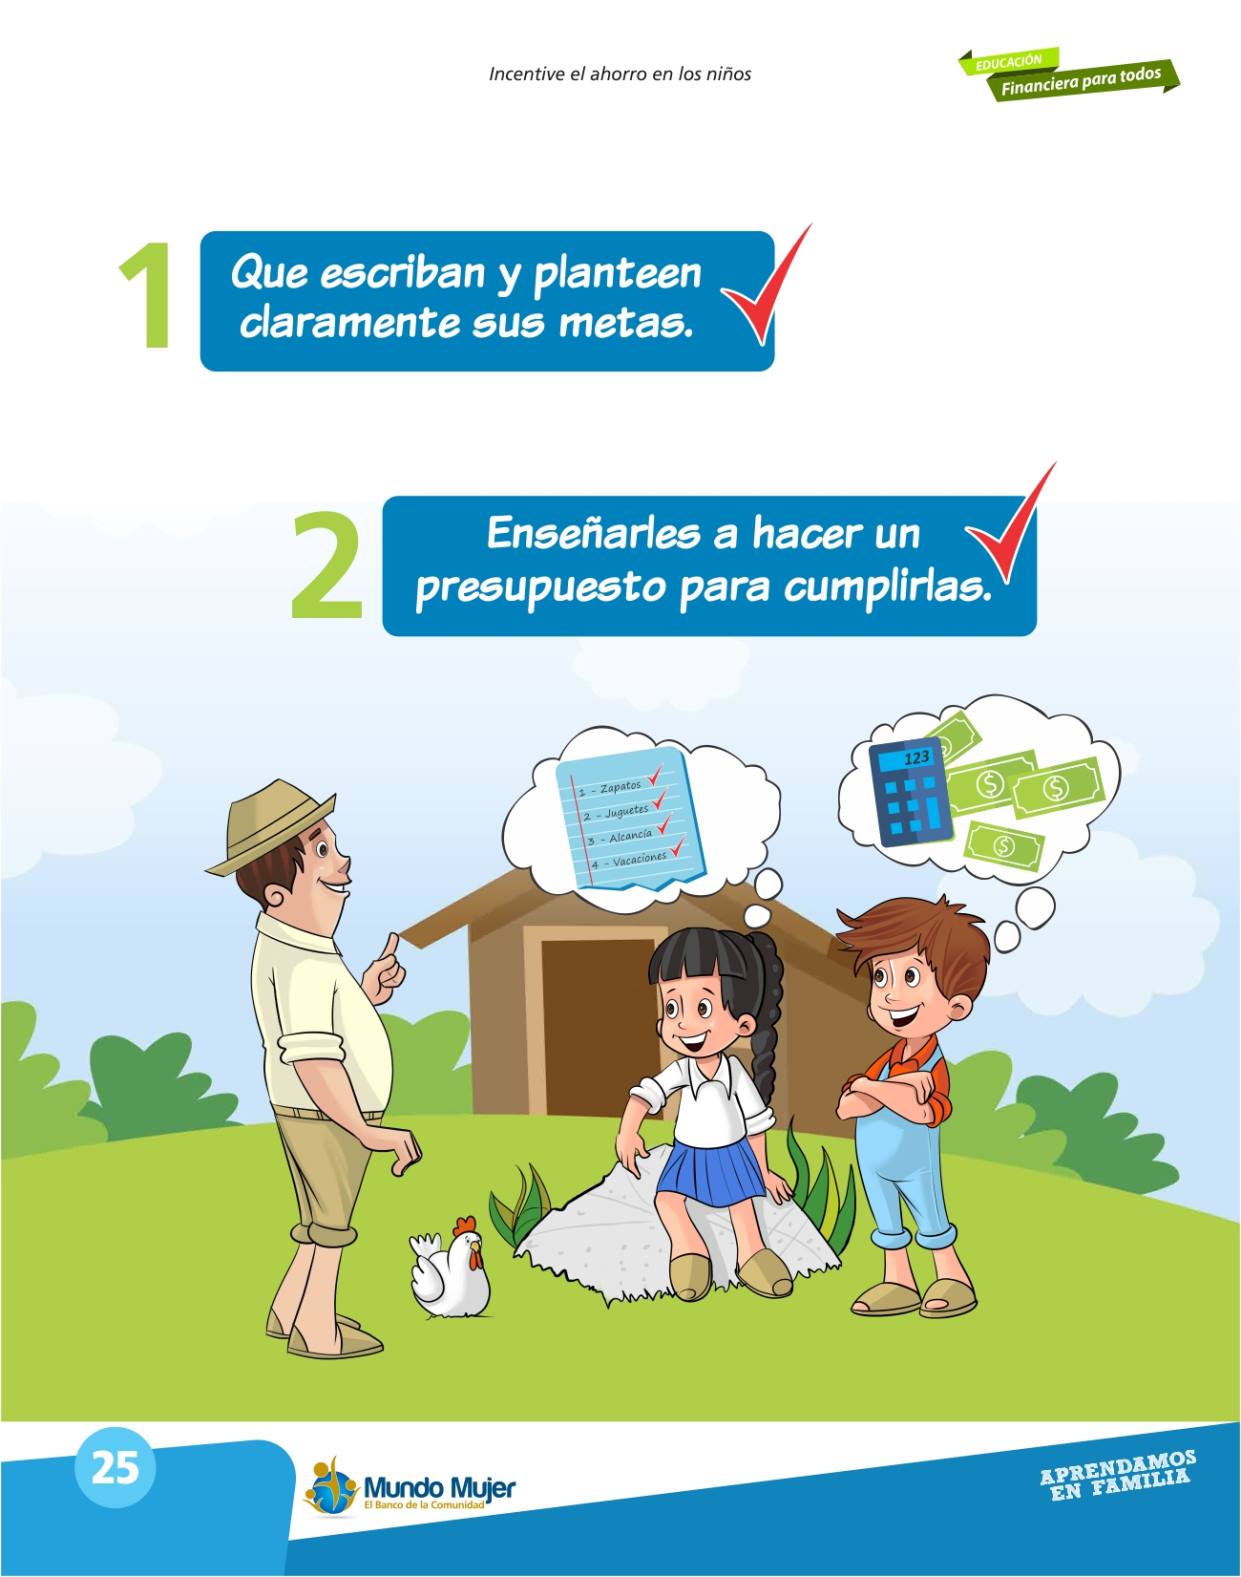 Incentive el ahorro en los niños
EDUCACIÓN
Financiera para todos
1
Que escriban y planteen
claramente sus metas.
2
Enseñarles a hacer un
presupuesto para cumplirlas.
123
1 - Zapatos
2 - Juguetes
3 - Alcancía
4 - Vacaciones
25
Mundo Mujer
El Banco de la Comunidad
APRENDAMOS
EN FAMILIA